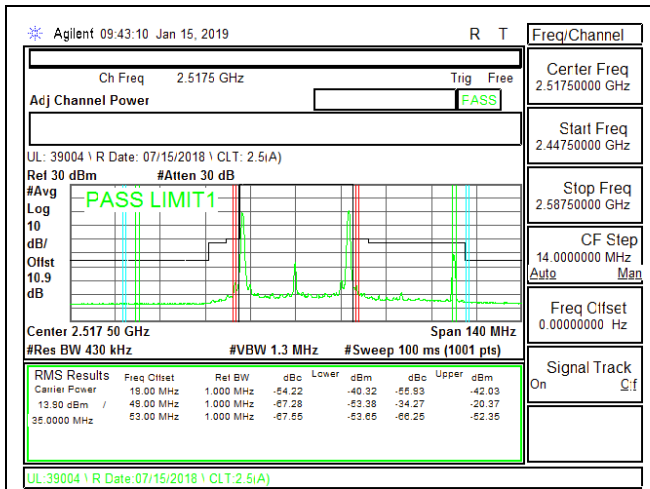 Agilent 09:43:10 Jan 15, 2019 R T
Ch Freq 2.5175 GHz Trig Free
Adj Channel Power PASS
UL: 39004 \ R Date: 07/15/2018 \ CLT: 2.5(A)
Ref 30 dBm #Atten 30 dB
#Avg
Log
10
dB/
Offst
10.9
dB
PASS LIMIT1
Center 2.517 50 GHz Span 140 MHz
#Res BW 430 kHz #VBW 1.3 MHz #Sweep 100 ms (1001 pts)
RMS Results Freq Offset Ref BW dBc Lower dBm dBc Upper dBm
Carrier Power 19.00 MHz 1.000 MHz -54.22 -40.32 -55.93 -42.03
13.90 dBm / 49.00 MHz 1.000 MHz -67.28 -53.38 -34.27 -20.37
35.0000 MHz 53.00 MHz 1.000 MHz -67.55 -53.65 -66.25 -52.35
UL:39004 \ R Date:07/15/2018 \ CLT:2.5(A)
Freq/Channel
Center Freq
2.51750000 GHz
Start Freq
2.44750000 GHz
Stop Freq
2.58750000 GHz
CF Step
14.0000000 MHz
Auto Man
Freq Offset
0.00000000 Hz
Signal Track
On Off